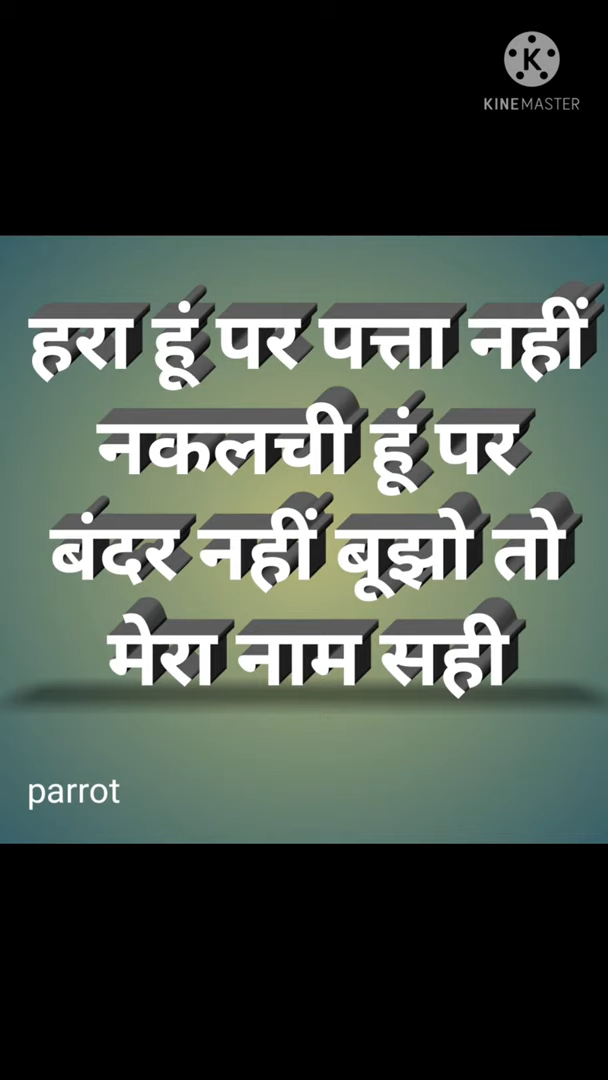 KINEMASTER
हरा हूं पर पत्ता नहीं
नकलची हूं पर
बंदर नहीं बूझो तो
मेरा नाम सही
parrot